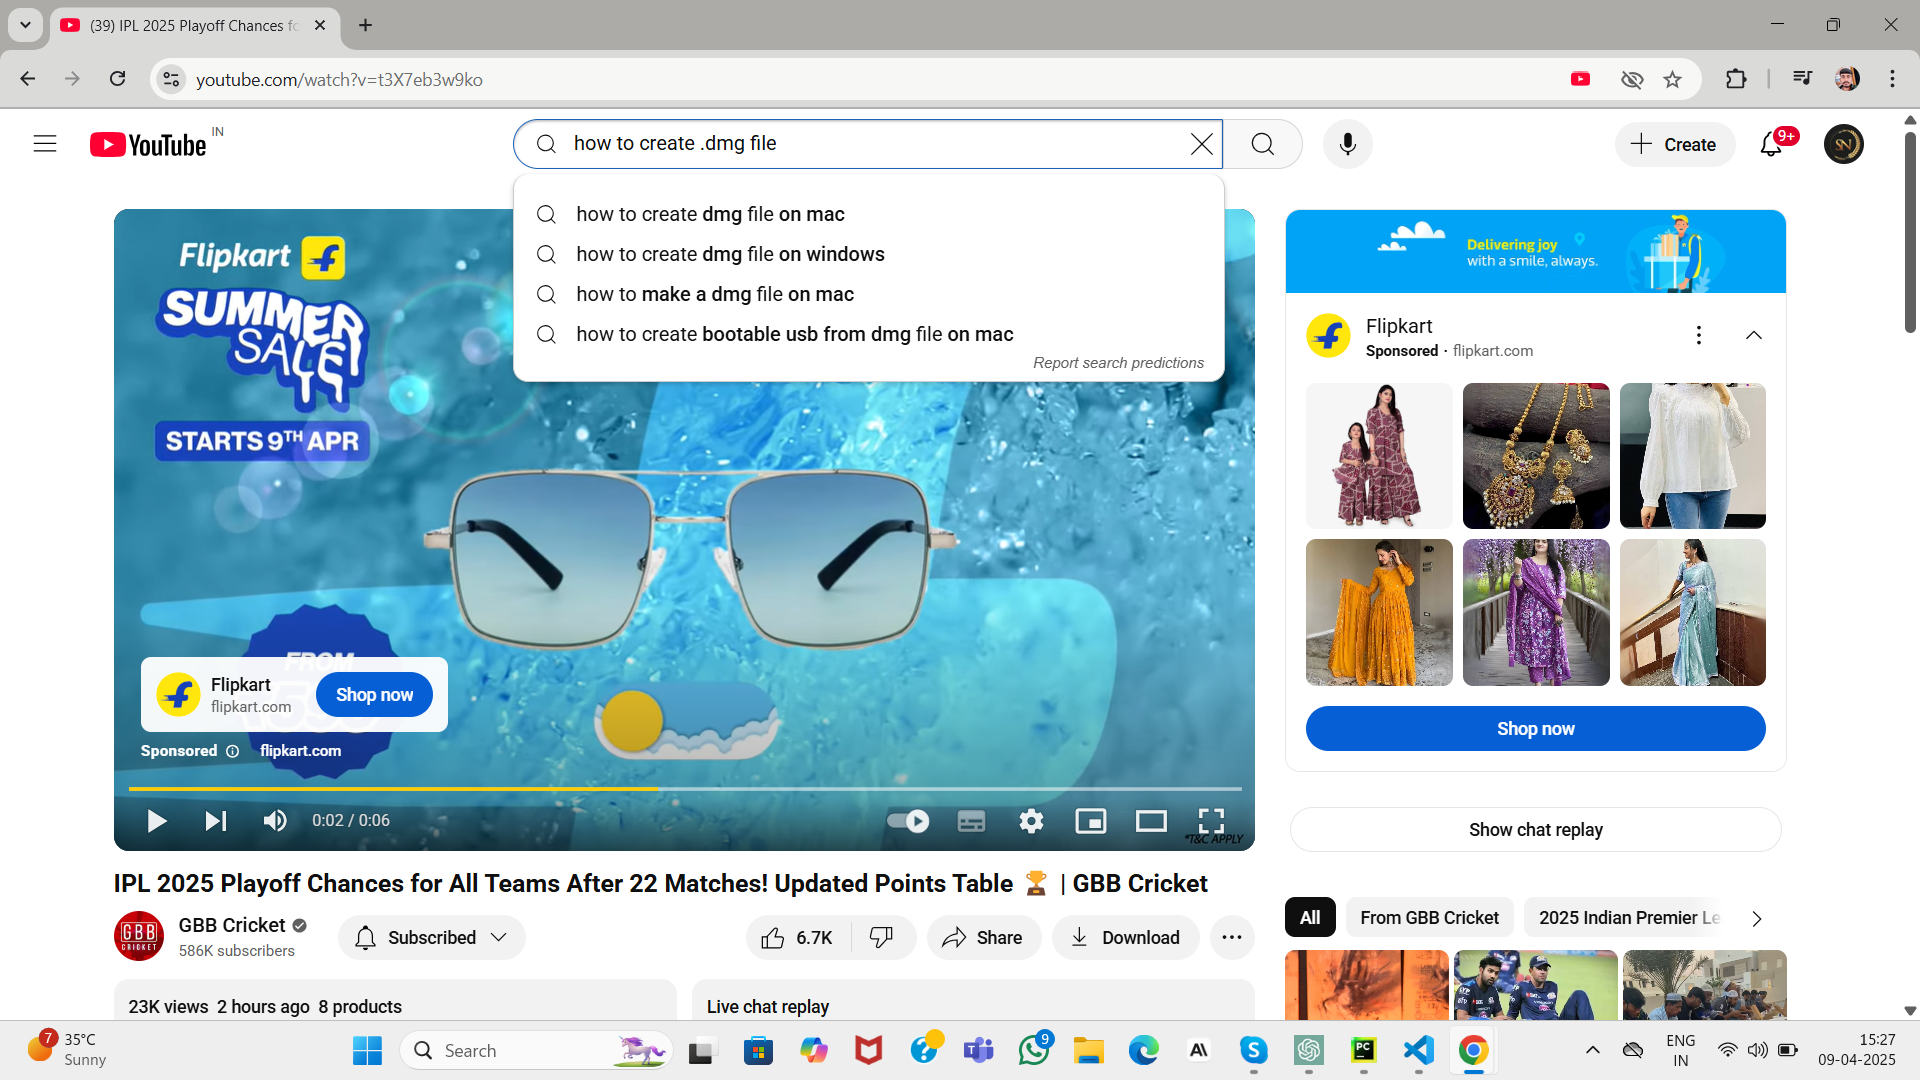 (39) IPL 2025 Playoff Chances fo
youtube.com/watch?v=t3X7eb3w9ko
YouTube IN
how to create .dmg file
Create
9+
SN
how to create dmg file on mac
how to create dmg file on windows
how to make a dmg file on mac
how to create bootable usb from dmg file on mac
Report search predictions
Flipkart
SUMMER
SALE
STARTS 9TH APR
FROM
Flipkart
flipkart.com
Shop now
Sponsored flipkart.com
0:02 / 0:06
*T&C APPLY
Delivering joy
with a smile, always.
Flipkart
Sponsored · flipkart.com
Shop now
Show chat replay
IPL 2025 Playoff Chances for All Teams After 22 Matches! Updated Points Table 🏆 | GBB Cricket
GBB
CRICKET
GBB Cricket
586K subscribers
Subscribed
6.7K
Share
Download
All
From GBB Cricket
2025 Indian Premier Le
23K views 2 hours ago 8 products
Live chat replay
7
35°C
Sunny
Search
9
PC
ENG
IN
15:27
09-04-2025